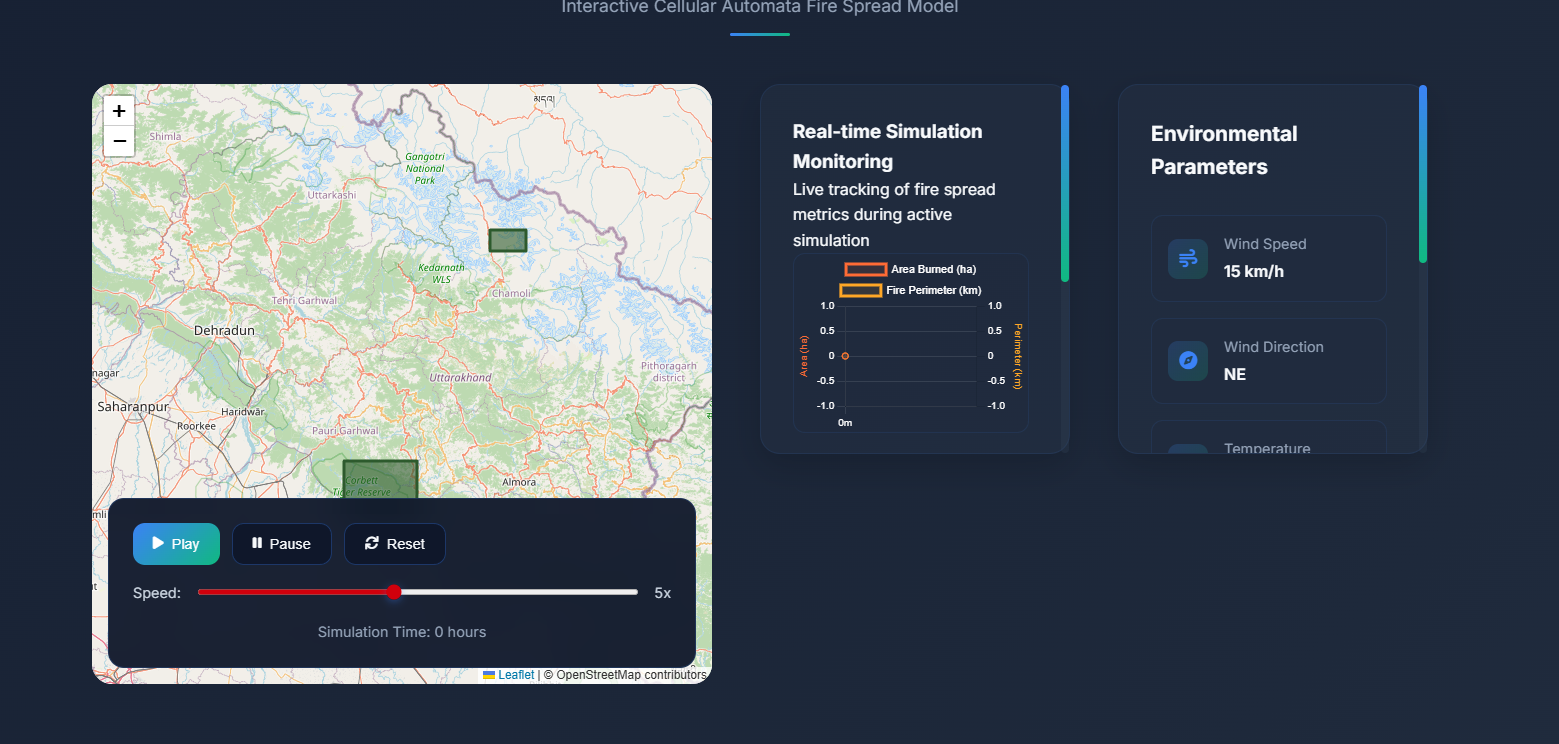 Interactive Cellular Automata Fire Spread Model
+
−
Shimla
Gangotri
National
Park
Uttarkashi
Kedarnath
WLS
Chamoli
Tehri Garhwal
Dehradun
Pithoragarh
district
nagar
Uttarakhand
Saharanpur
Haridwār
Roorkee
Pauri Garhwal
Corbett
Tiger Reserve
Almora
Play
Pause
Reset
Speed:
5x
Simulation Time: 0 hours
Leaflet | © OpenStreetMap contributors
Real-time Simulation
Monitoring
Live tracking of fire spread
metrics during active
simulation
Area Burned (ha)
Fire Perimeter (km)
1.0
0.5
0
-0.5
-1.0
Area (ha)
1.0
0.5
0
-0.5
-1.0
Perimeter (km)
0m
Environmental
Parameters
Wind Speed
15 km/h
Wind Direction
NE
Temperature